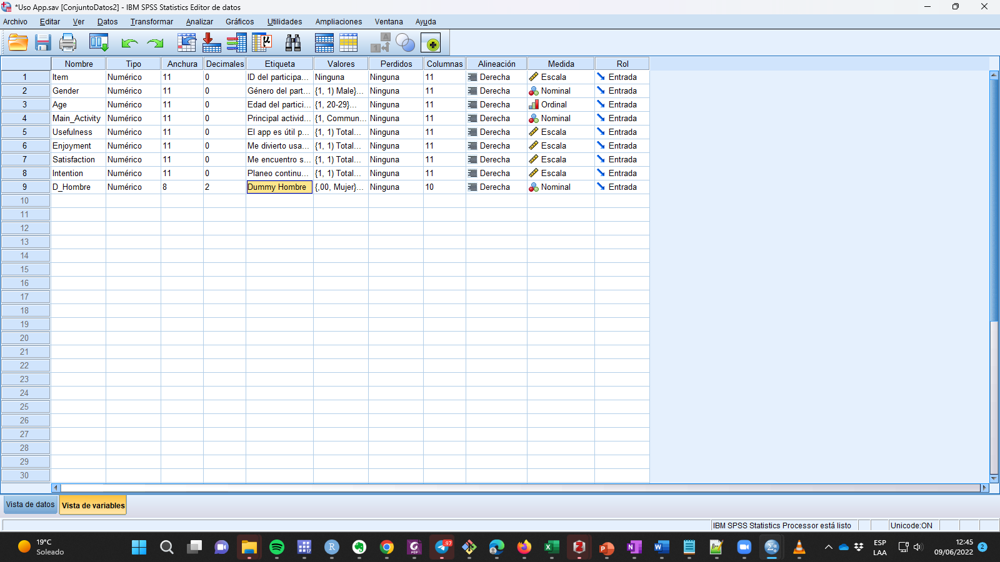 *Uso App.sav [ConjuntoDatos2] - IBM SPSS Statistics Editor de datos
Archivo Editar Ver Datos Transformar Analizar Gráficos Utilidades Ampliaciones Ventana Ayuda
Nombre Tipo Anchura Decimales Etiqueta Valores Perdidos Columnas Alineación Medida Rol
1 Item Numérico 11 0 ID del participa... Ninguna Ninguna 11 Derecha Escala Entrada
2 Gender Numérico 11 0 Género del part... {1, 1) Male}... Ninguna 11 Derecha Nominal Entrada
3 Age Numérico 11 0 Edad del partici... {1, 20-29}... Ninguna 11 Derecha Ordinal Entrada
4 Main_Activity Numérico 11 0 Principal activid... {1, Commun... Ninguna 11 Derecha Nominal Entrada
5 Usefulness Numérico 11 0 El app es útil p... {1, 1) Total... Ninguna 11 Derecha Escala Entrada
6 Enjoyment Numérico 11 0 Me divierto usa... {1, 1) Total... Ninguna 11 Derecha Escala Entrada
7 Satisfaction Numérico 11 0 Me encuentro s... {1, 1) Total... Ninguna 11 Derecha Escala Entrada
8 Intention Numérico 11 0 Planeo continu... {1, 1) Total... Ninguna 11 Derecha Escala Entrada
9 D_Hombre Numérico 8 2 Dummy Hombre {,00, Mujer}... Ninguna 10 Derecha Nominal Entrada
10
11
12
13
14
15
16
17
18
19
20
21
22
23
24
25
26
27
28
29
30
Vista de datos Vista de variables
IBM SPSS Statistics Processor está listo Unicode:ON
19°C
Soleado
97
ESP
LAA
12:45
09/06/2022
2